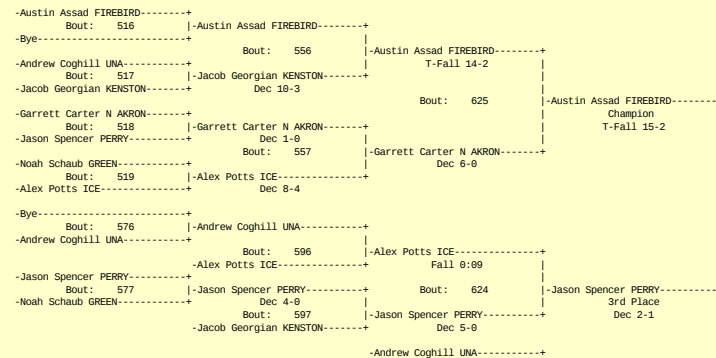 -Austin Assad FIREBIRD--------+
Bout: 516 |-Austin Assad FIREBIRD--------+
-Bye--------------------------+ |
Bout: 556 |-Austin Assad FIREBIRD--------+
-Andrew Coghill UNA-----------+ | T-Fall 14-2 |
Bout: 517 |-Jacob Georgian KENSTON-------+ |
-Jacob Georgian KENSTON-------+ Dec 10-3 |
Bout: 625 |-Austin Assad FIREBIRD--------
-Garrett Carter N AKRON-------+ | Champion
Bout: 518 |-Garrett Carter N AKRON-------+ | T-Fall 15-2
-Jason Spencer PERRY----------+ Dec 1-0 | |
Bout: 557 |-Garrett Carter N AKRON-------+
-Noah Schaub GREEN------------+ | Dec 6-0
Bout: 519 |-Alex Potts ICE---------------+
-Alex Potts ICE---------------+ Dec 8-4
-Bye--------------------------+
Bout: 576 |-Andrew Coghill UNA-----------+
-Andrew Coghill UNA-----------+ |
Bout: 596 |-Alex Potts ICE---------------+
-Alex Potts ICE---------------+ Fall 0:09 |
-Jason Spencer PERRY----------+ |
Bout: 577 |-Jason Spencer PERRY----------+ Bout: 624 |-Jason Spencer PERRY----------
-Noah Schaub GREEN------------+ Dec 4-0 | | 3rd Place
Bout: 597 |-Jason Spencer PERRY----------+ Dec 2-1
-Jacob Georgian KENSTON-------+ Dec 5-0
-Andrew Coghill UNA-----------+